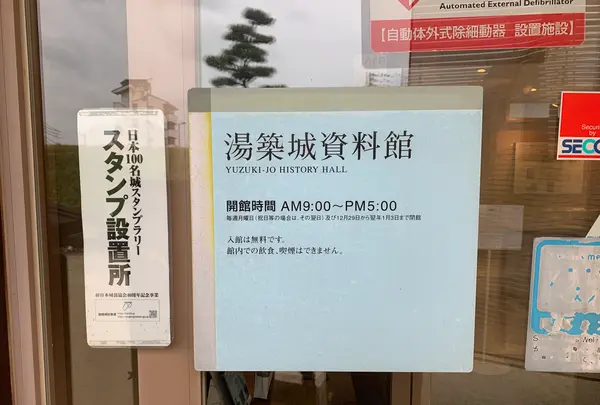 Automated External Defibrillator
【自動体外式除細動器 設置施設】
日本100名城スタンプラリー
スタンプ設置所
湯築城資料館
YUZUKI-JO HISTORY HALL
開館時間 AM9:00～PM5:00
毎週月曜日(祝日等の場合は、その翌日)及び12月29日から翌年1月3日まで閉館
入館は無料です。
館内での飲食、喫煙はできません。
by
SECO